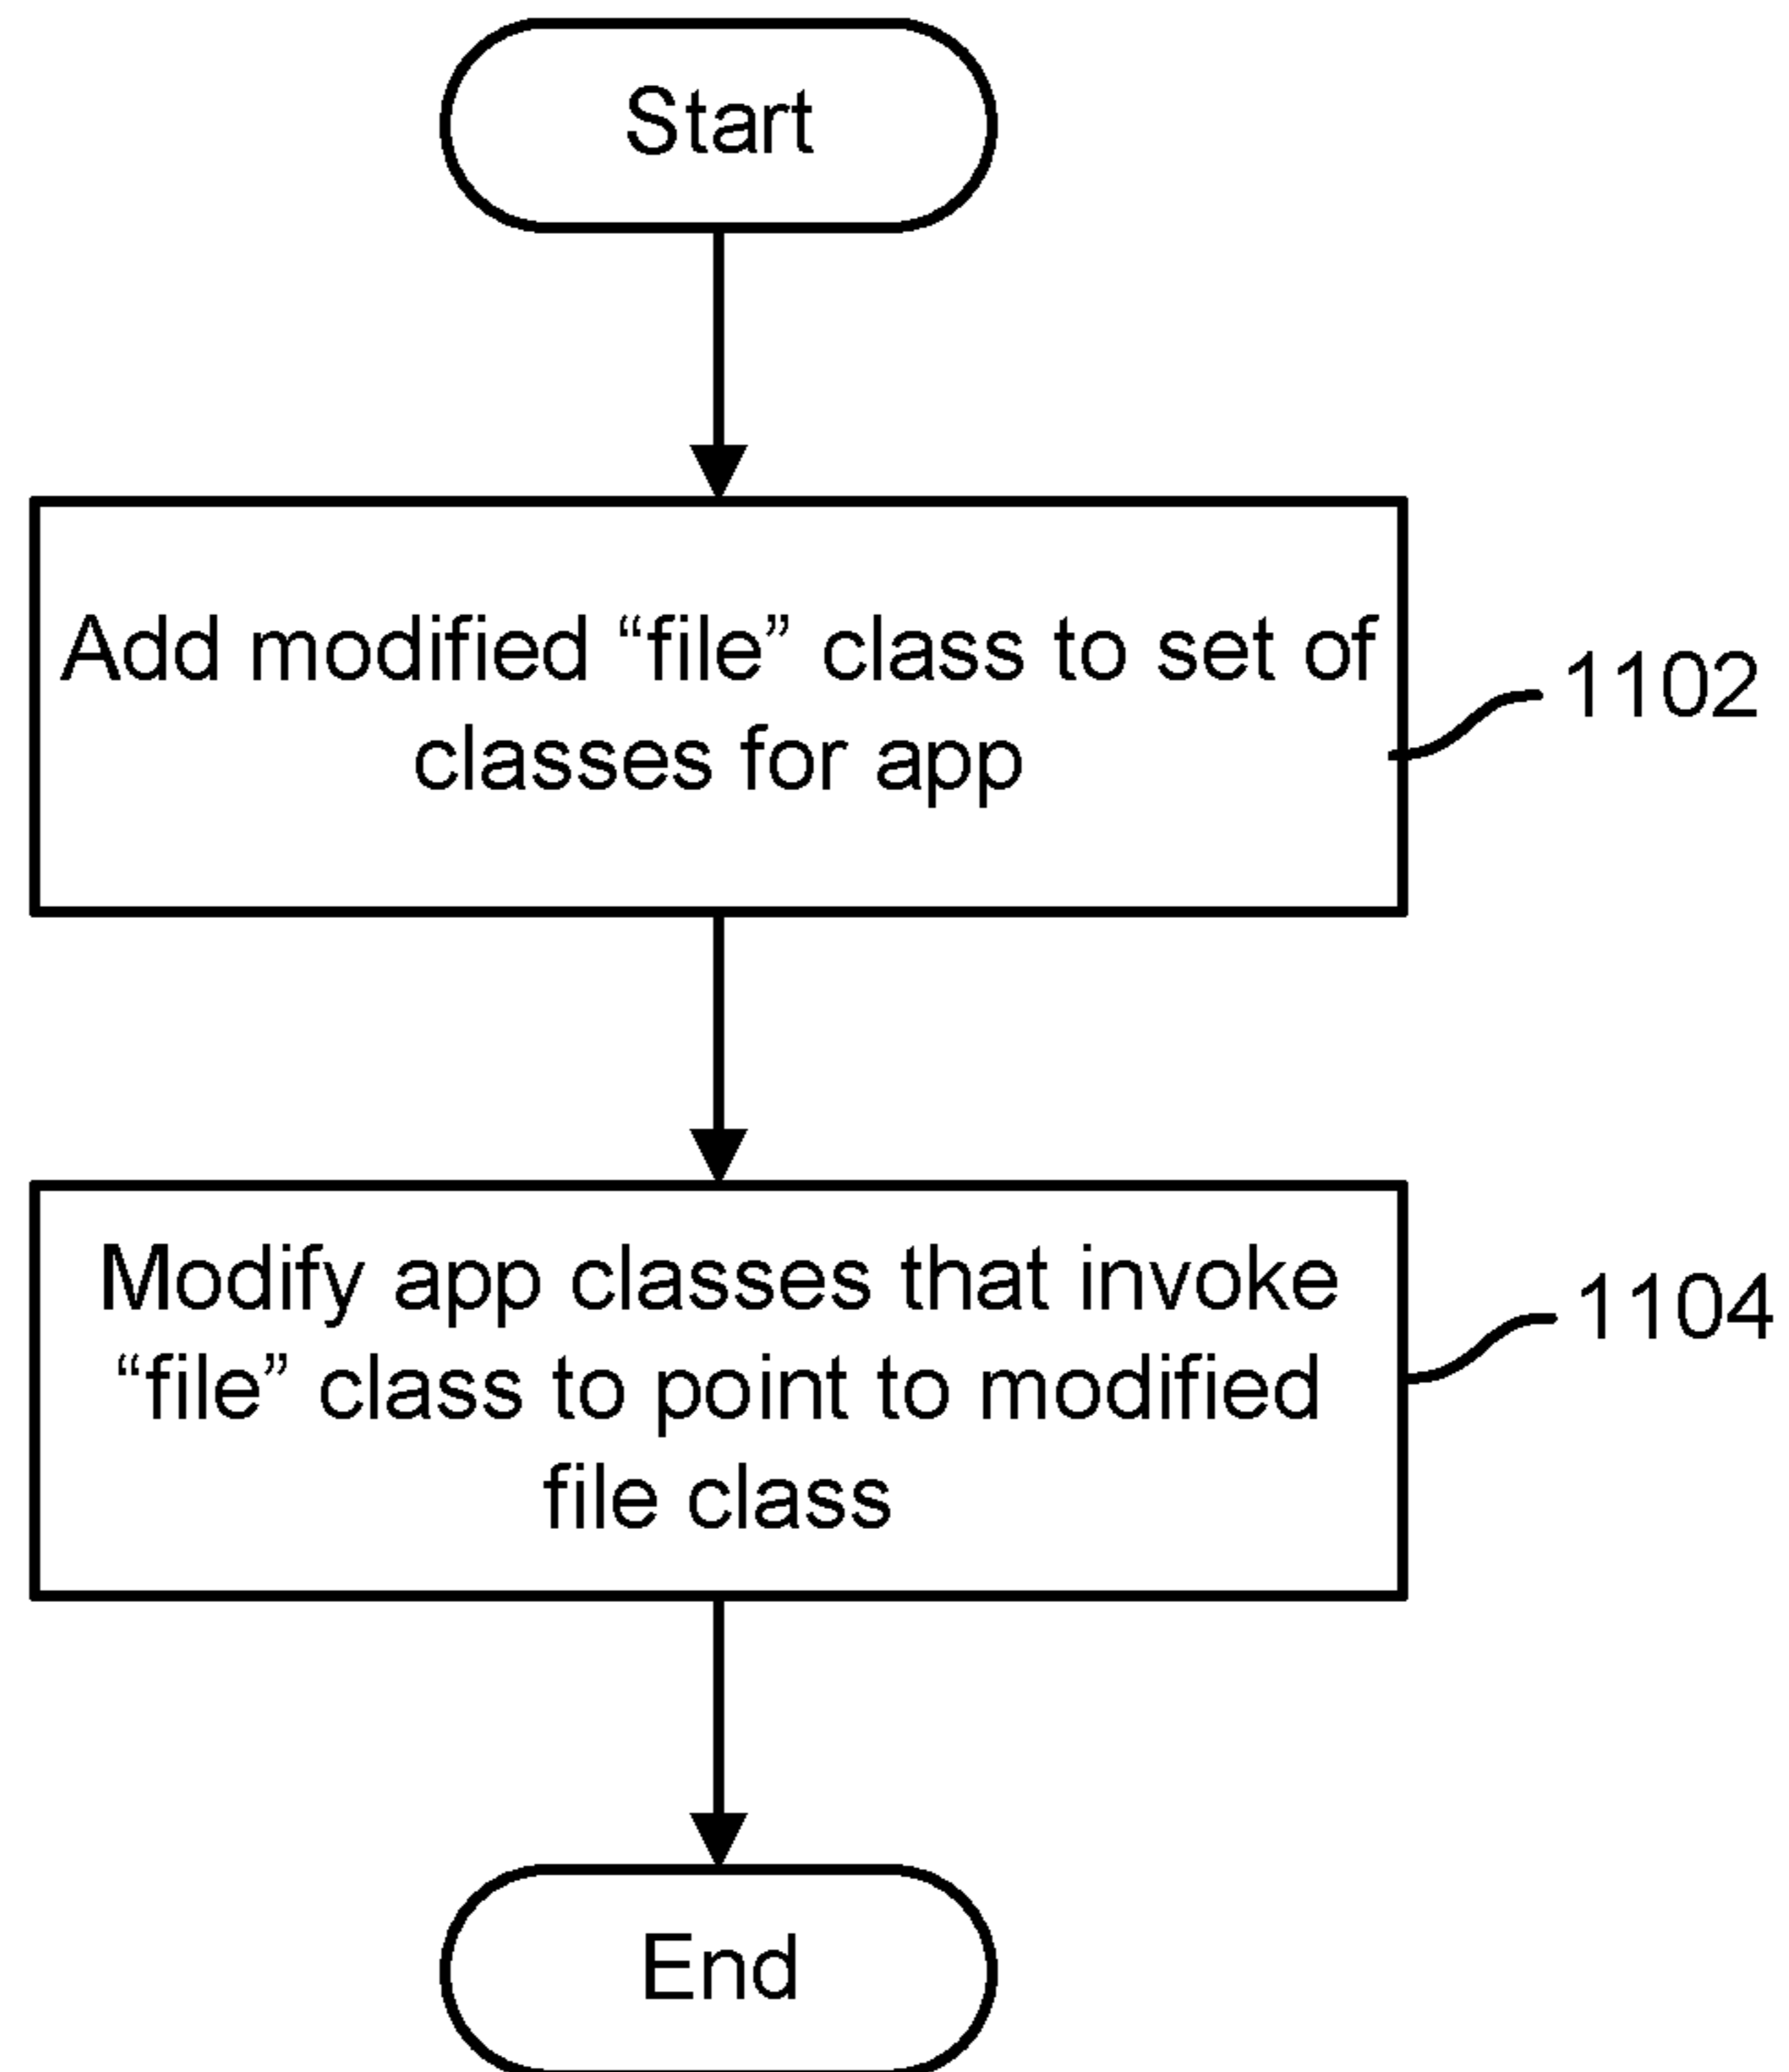 Start
Add modified “file” class to set of
classes for app
1102
Modify app classes that invoke
“file” class to point to modified
file class
1104
End